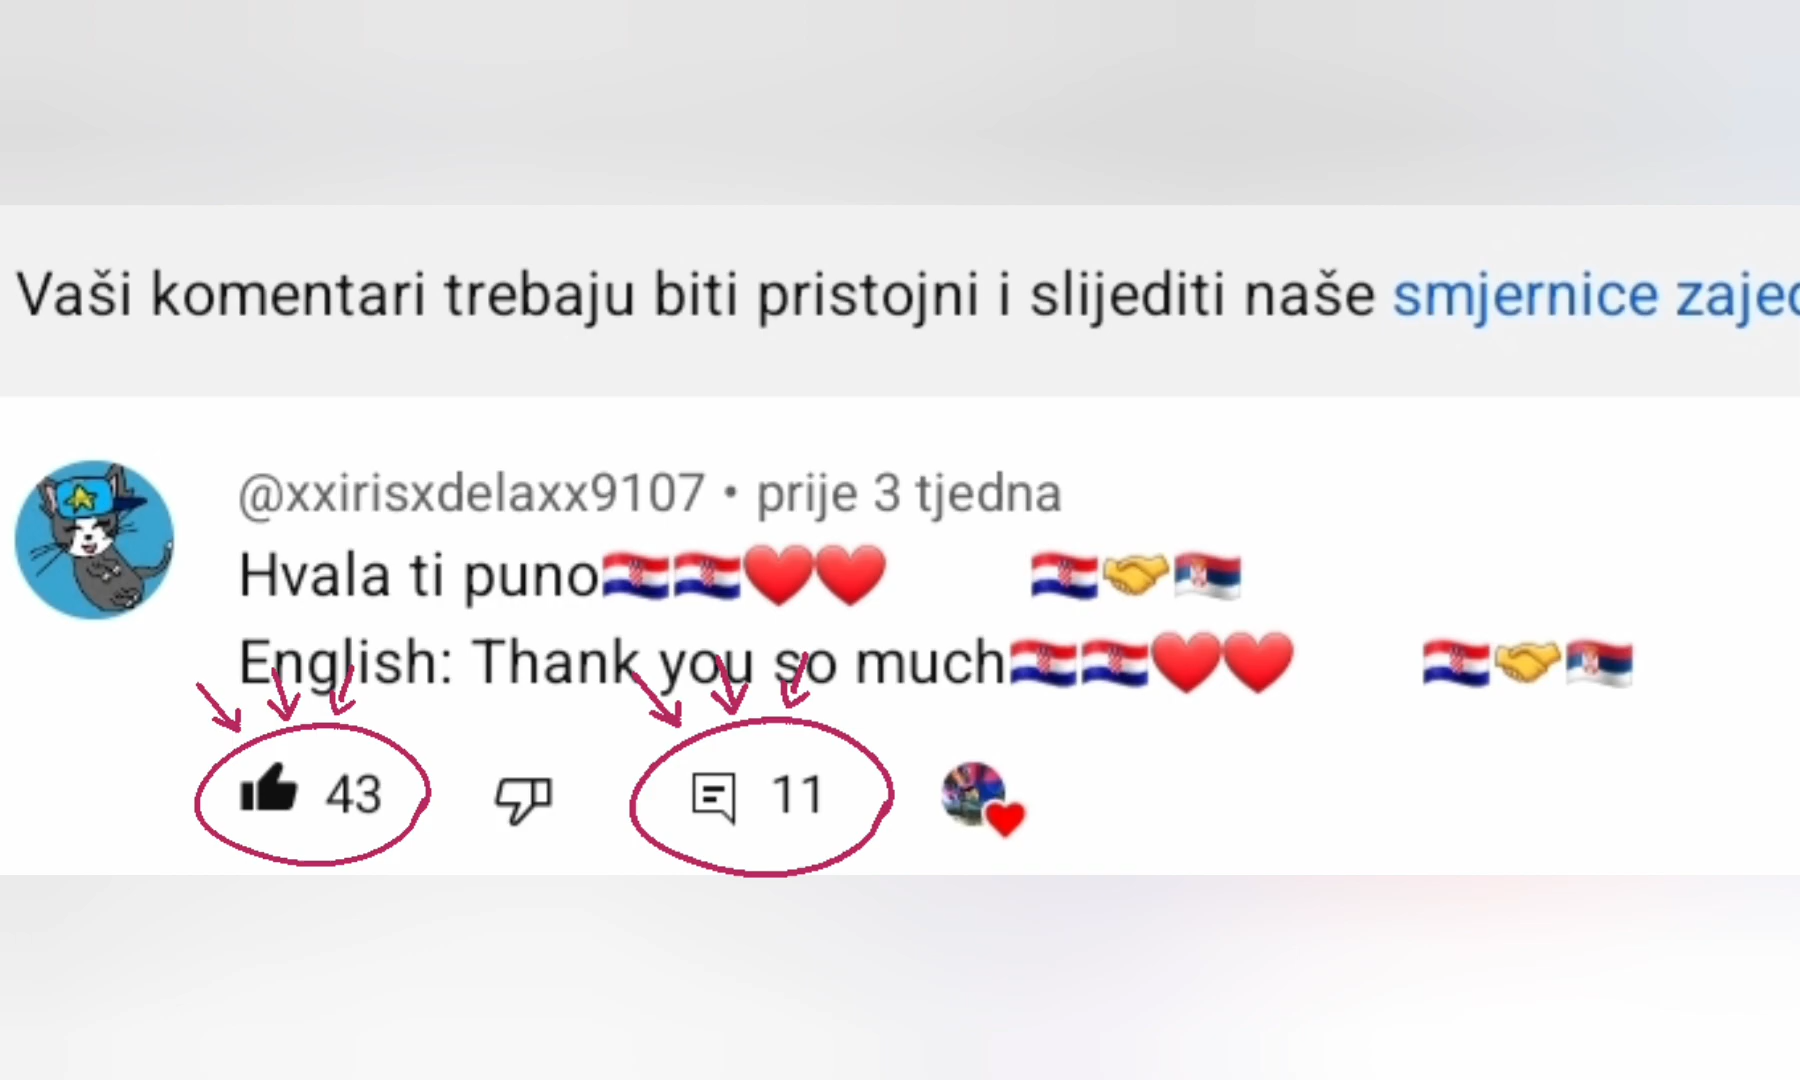 Vaši komentari trebaju biti pristojni i slijediti naše smjernice
@xxirisxdelaxx9107 • prije 3 tjedna
Hvala ti puno🇭🇷🇭🇷❤️❤️ 🇭🇷🤝🇷🇸
English: Thank you so much🇭🇷🇭🇷❤️❤️ 🇭🇷🤝🇷🇸
43 11